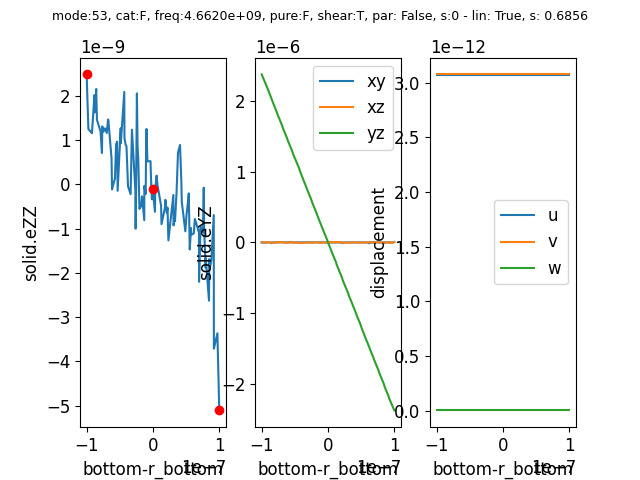 mode:53, cat:F, freq:4.6620e+09, pure:F, shear:T, par: False, s:0 - lin: True, s: 0.6856
1e−9
2
1
0
−1
−2
−3
−4
−5
solid.eZZ
−1
0
1
1e−7
bottom-r_bottom
1e−6
2
1
0
−1
−2
solid.eYZ
xy
xz
yz
−1
0
1
1e−7
bottom-r_bottom
1e−12
3.0
2.5
2.0
1.5
1.0
0.5
0.0
displacement
u
v
w
−1
0
1
1e−7
bottom-r_bottom